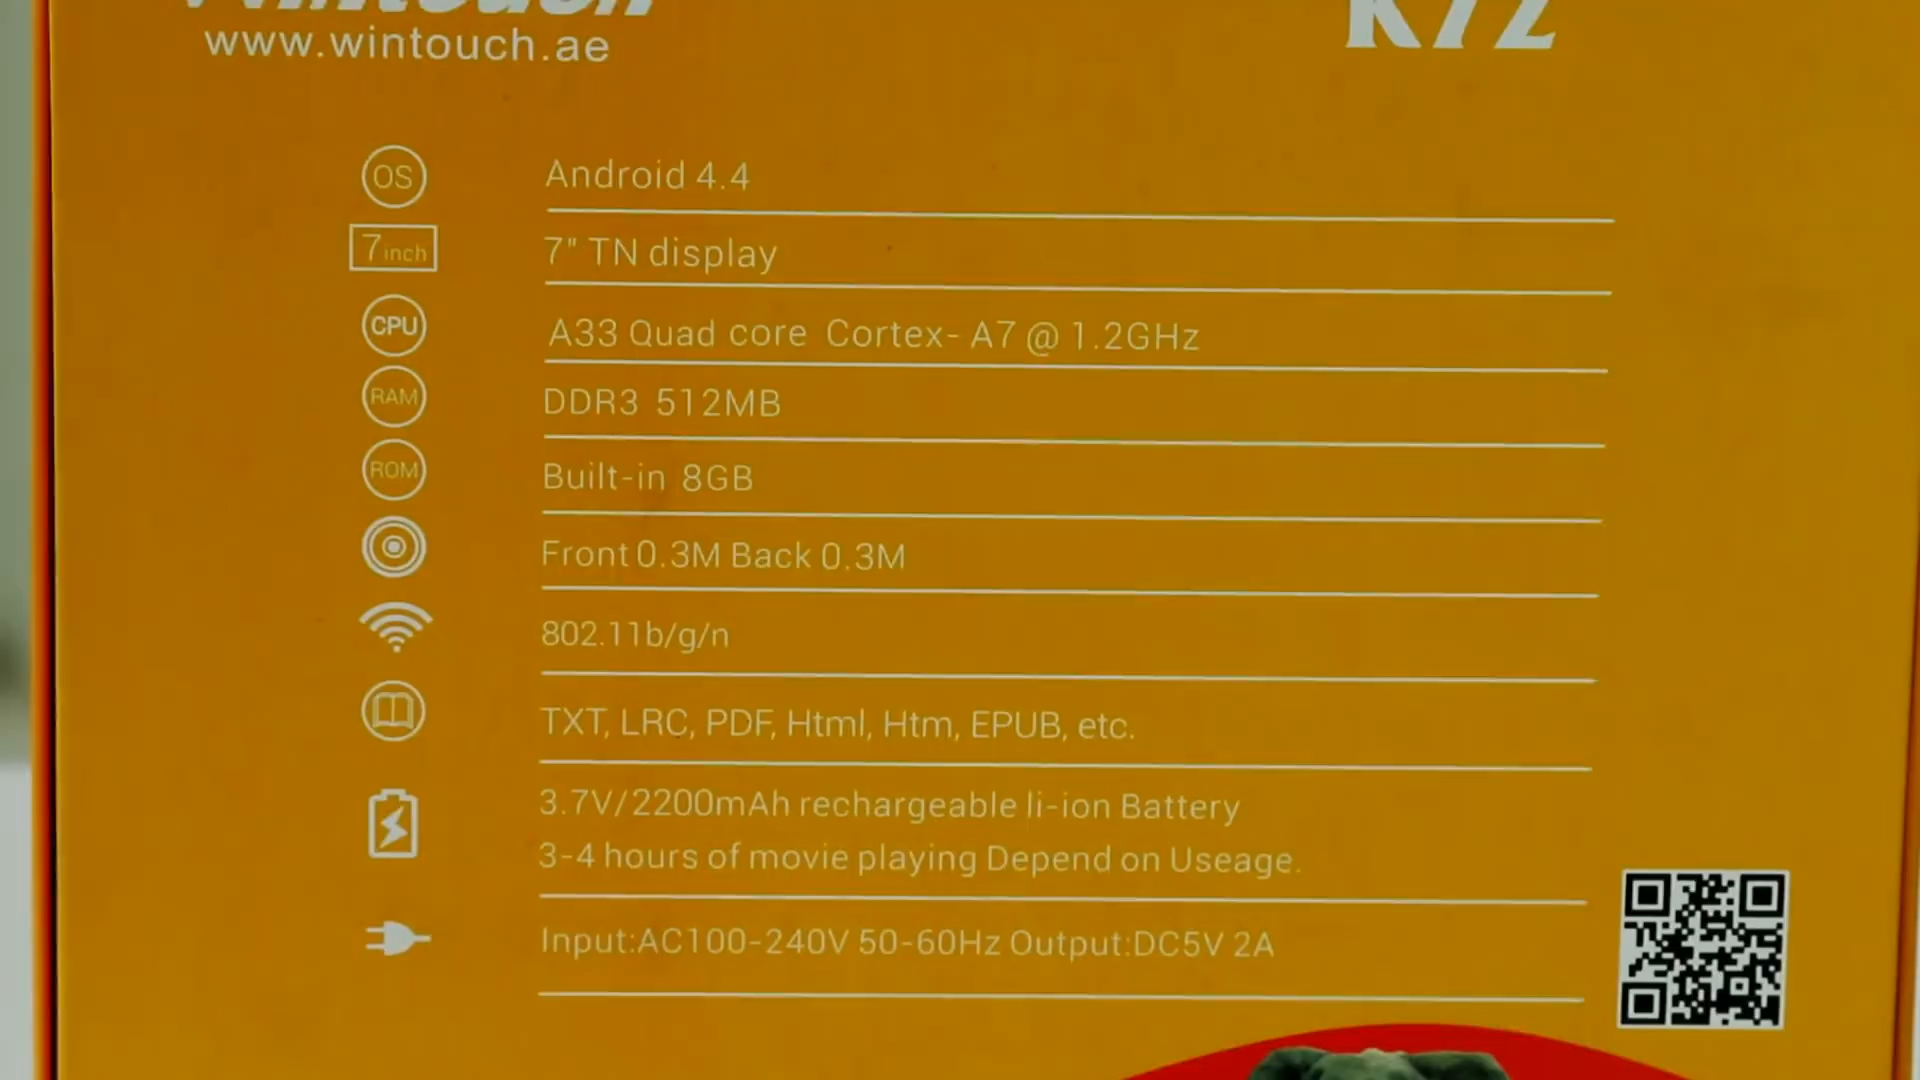 Wintouch
K72
www.wintouch.ae
OS
Android 4.4
7inch
7" TN display
CPU
A33 Quad core Cortex- A7 @ 1.2GHz
RAM
DDR3 512MB
ROM
Built-in 8GB
Front 0.3M Back 0.3M
802.11b/g/n
TXT, LRC, PDF, Html, Htm, EPUB, etc.
3.7V/2200mAh rechargeable li-ion Battery
3-4 hours of movie playing Depend on Useage.
Input:AC100-240V 50-60Hz Output:DC5V 2A